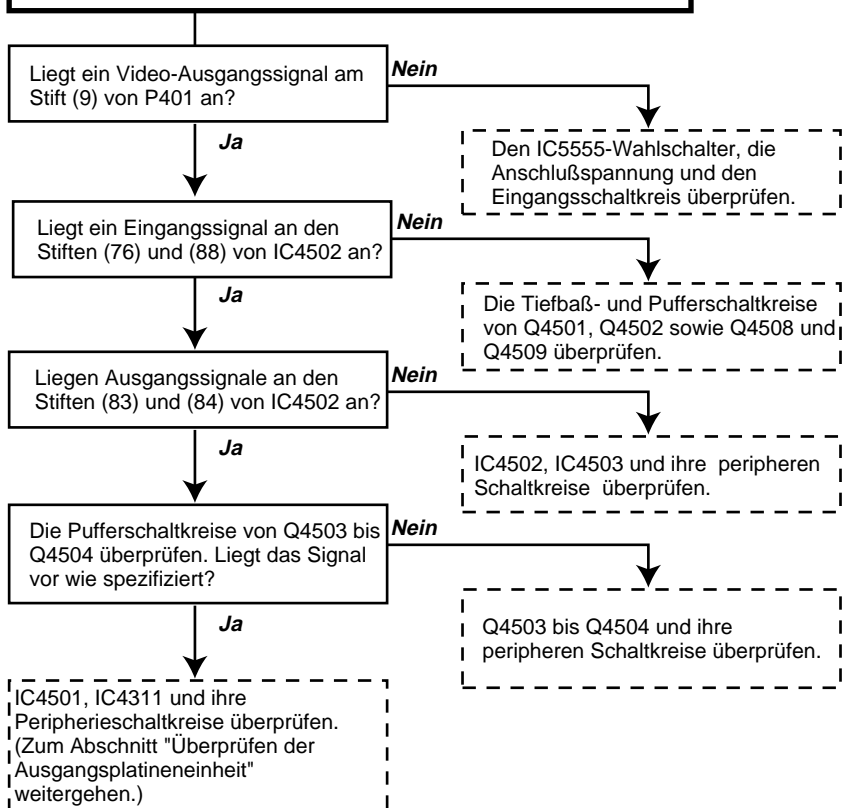 Liegt ein Video-Ausgangssignal am
Stift (9) von P401 an?
Nein
Ja
Den IC5555-Wahlschalter, die
Anschlußspannung und den
Eingangsschaltkreis überprüfen.
Liegt ein Eingangssignal an den
Stiften (76) und (88) von IC4502 an?
Nein
Ja
Die Tiefbaß- und Pufferschaltkreise
von Q4501, Q4502 sowie Q4508 und
Q4509 überprüfen.
Liegen Ausgangssignale an den
Stiften (83) und (84) von IC4502 an?
Nein
Ja
IC4502, IC4503 und ihre peripheren
Schaltkreise überprüfen.
Die Pufferschaltkreise von Q4503 bis
Q4504 überprüfen. Liegt das Signal
vor wie spezifiziert?
Nein
Ja
Q4503 bis Q4504 und ihre
peripheren Schaltkreise überprüfen.
IC4501, IC4311 und ihre
Peripherieschaltkreise überprüfen.
(Zum Abschnitt "Überprüfen der
Ausgangsplatineneinheit"
weitergehen.)